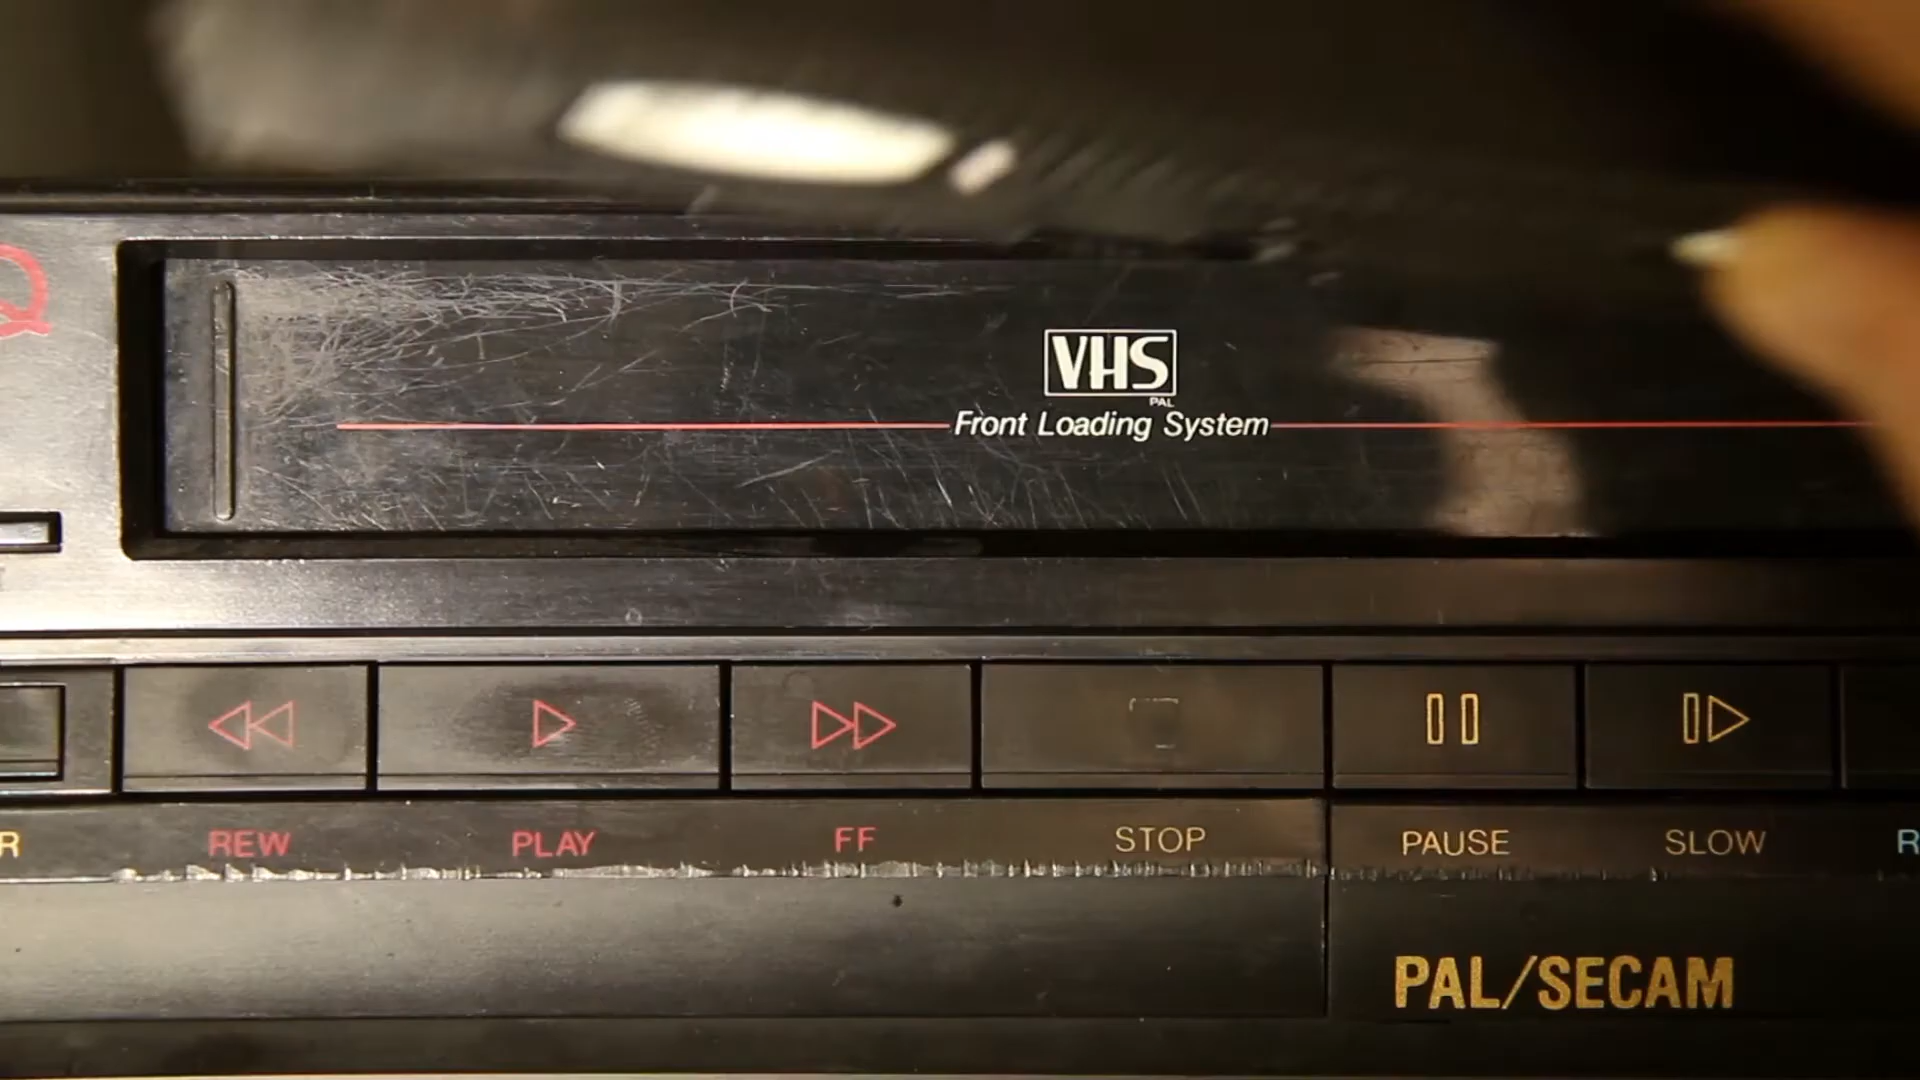 Q
VHS
PAL
Front Loading System
R REW PLAY FF STOP PAUSE SLOW R
PAL/SECAM